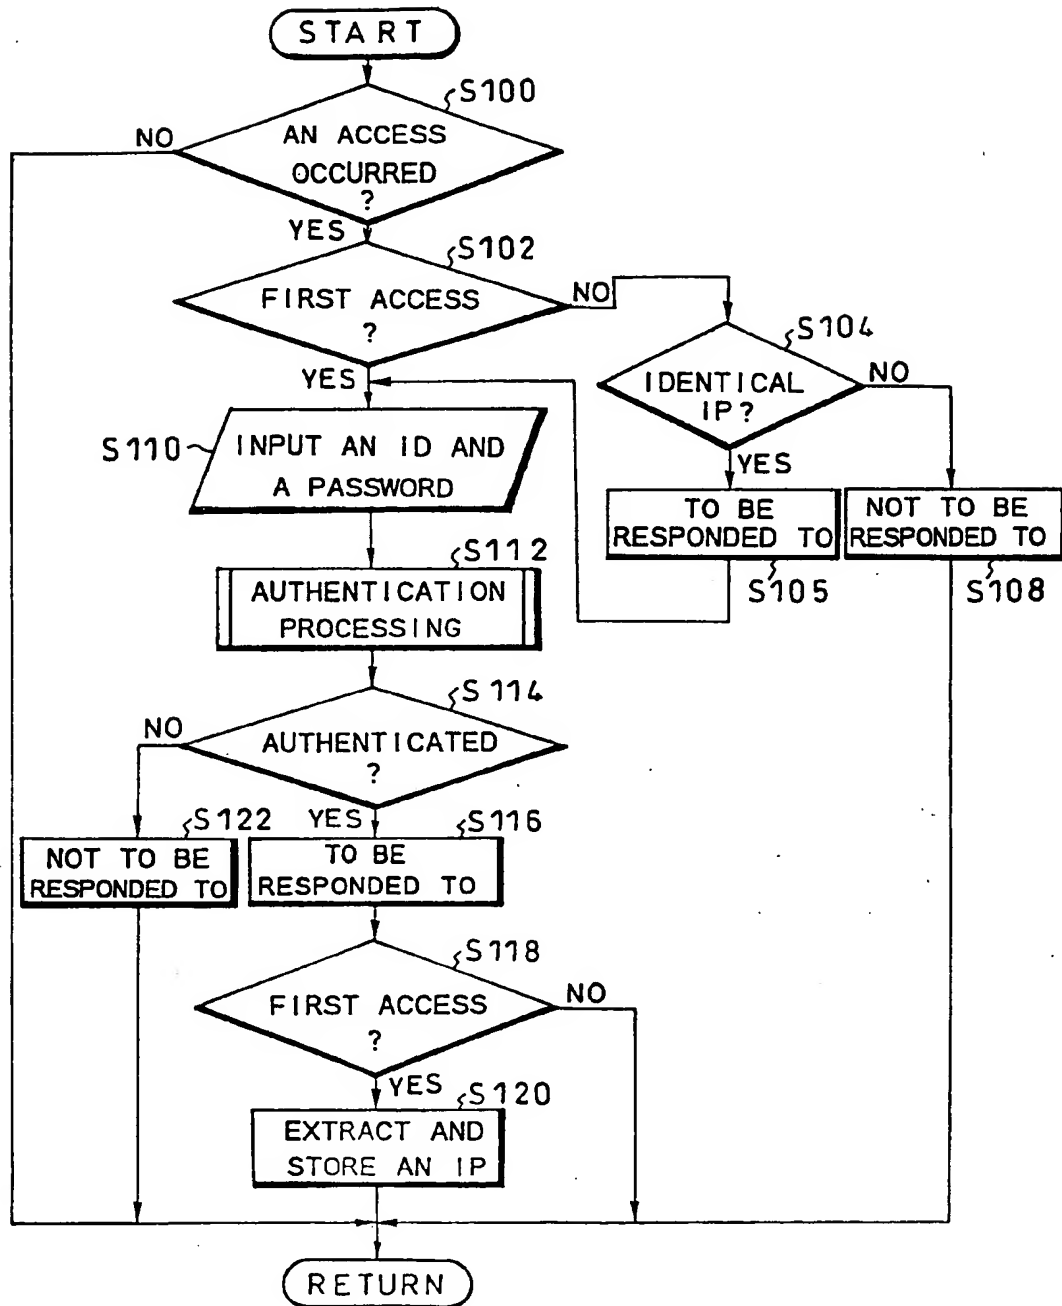 START
S100
NO
AN ACCESS
OCCURRED
?
YES
S102
FIRST ACCESS
?
NO
S104
IDENTICAL
IP?
NO
YES
YES
S110
INPUT AN ID AND
A PASSWORD
TO BE
RESPONDED TO
NOT TO BE
RESPONDED TO
S105
S108
S112
AUTHENTICATION
PROCESSING
S114
NO
AUTHENTICATED
?
YES
S122
NOT TO BE
RESPONDED TO
S116
TO BE
RESPONDED TO
S118
FIRST ACCESS
?
NO
YES
S120
EXTRACT AND
STORE AN IP
RETURN